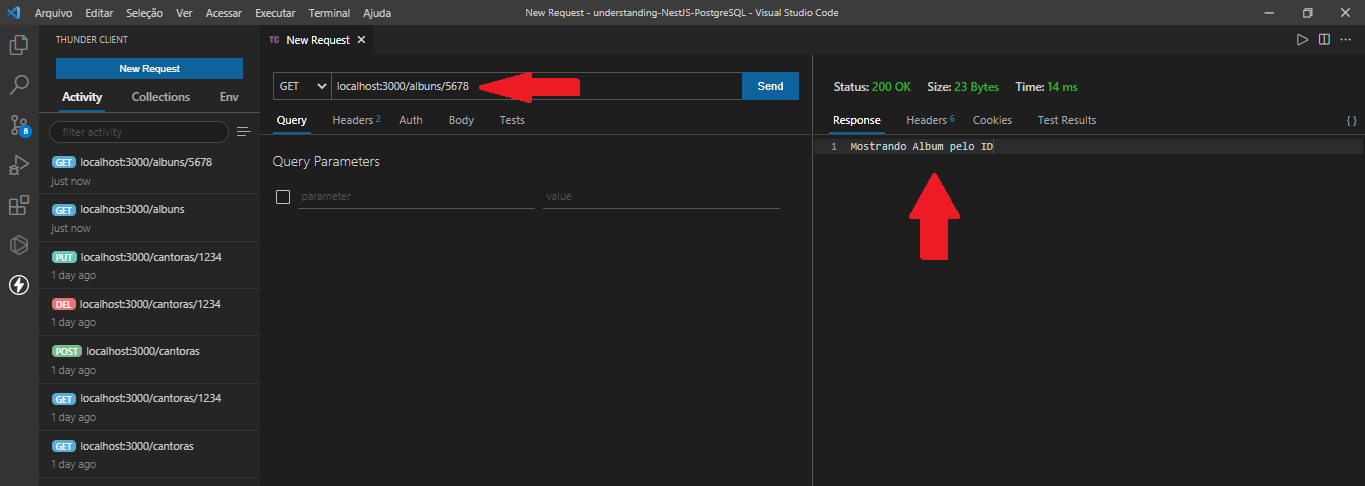 Arquivo Editar Seleção Ver Acessar Executar Terminal Ajuda New Request - understanding-NestJS-PostgreSQL - Visual Studio Code
THUNDER CLIENT
New Request
Activity Collections Env
filter activity
8
GET localhost:3000/albuns/5678
just now
GET localhost:3000/albuns
just now
PUT localhost:3000/cantoras/1234
1 day ago
DEL localhost:3000/cantoras/1234
1 day ago
POST localhost:3000/cantoras
1 day ago
GET localhost:3000/cantoras/1234
1 day ago
GET localhost:3000/cantoras
1 day ago
TC New Request
GET localhost:3000/albuns/5678 Send
Query Headers 2 Auth Body Tests
Query Parameters
parameter value
Status: 200 OK Size: 23 Bytes Time: 14 ms
Response Headers 6 Cookies Test Results { }
1 Mostrando Album pelo ID